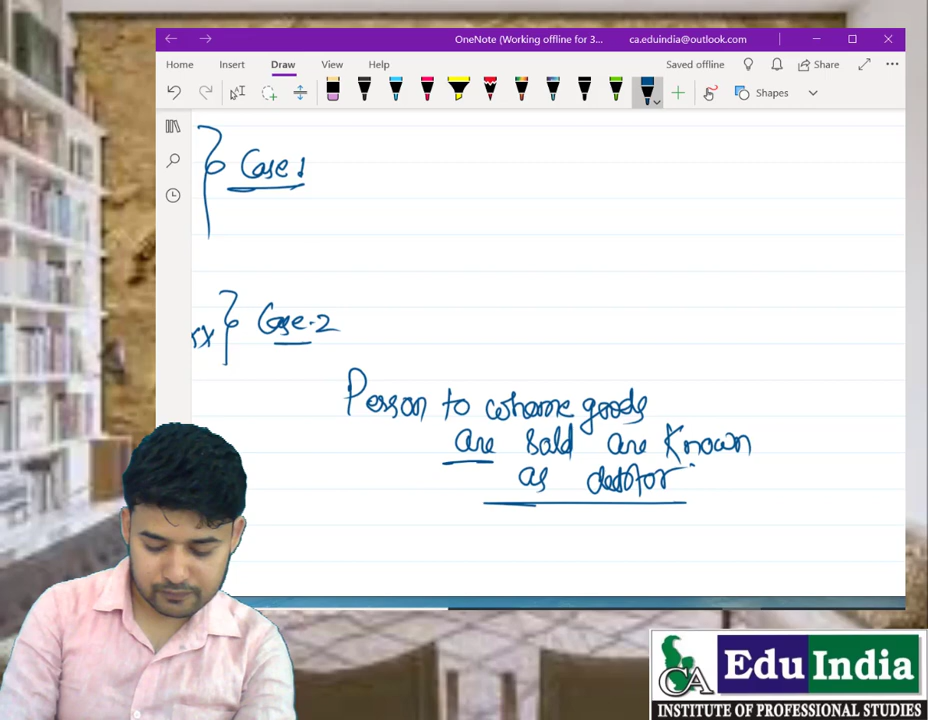 OneNote (Working offline for 3... ca.eduindia@outlook.com
Home Insert Draw View Help Saved offline Share
Shapes
Case 1
Case-2
Person to whome goods
are sold are known
as debtor
CA Edu India
INSTITUTE OF PROFESSIONAL STUDIES